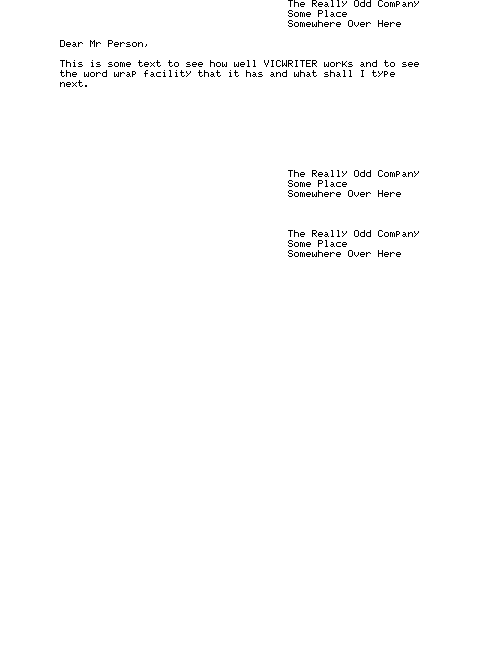 The Really Odd Company
Some Place
Somewhere Over Here
Dear Mr Person,
This is some text to see how well VICWRITER works and to see
the word wrap facility that it has and what shall I type
next.
The Really Odd Company
Some Place
Somewhere Over Here
The Really Odd Company
Some Place
Somewhere Over Here